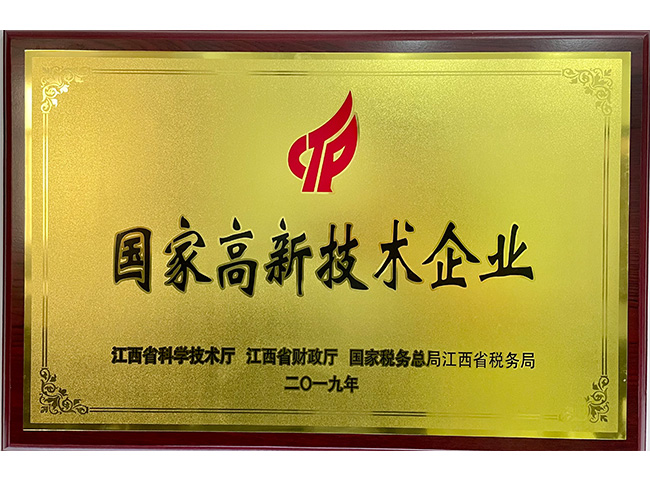 国家高新技术企业
江西省科学技术厅 江西省财政厅 国家税务总局江西省税务局
二〇一九年